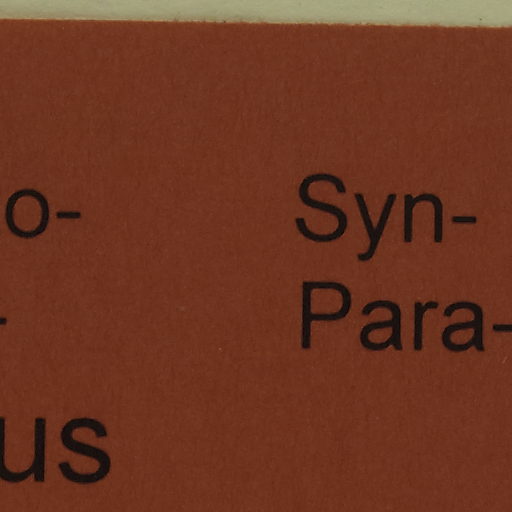 o- Syn-
- Para-
us